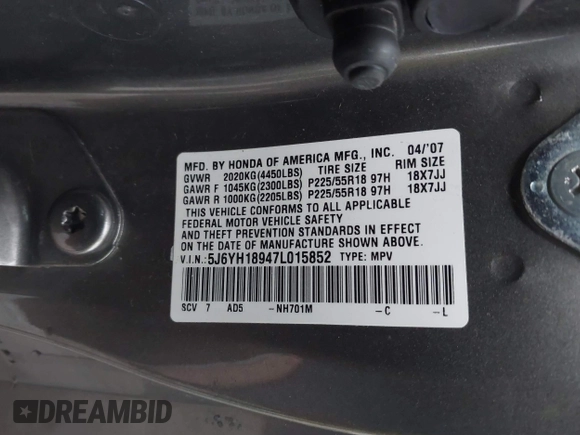 MFD. BY HONDA OF AMERICA MFG., INC. 04/'07
GVWR 2020KG(4450LBS) TIRE SIZE RIM SIZE
GAWR F 1045KG(2300LBS) P225/55R18 97H 18X7JJ
GAWR R 1000KG(2205LBS) P225/55R18 97H 18X7JJ
THIS VEHICLE CONFORMS TO ALL APPLICABLE
FEDERAL MOTOR VEHICLE SAFETY
AND THEFT PREVENTION STANDARDS IN EFFECT
ON THE DATE OF MANUFACTURE SHOWN ABOVE.
V.I.N.: 5J6YH18947L015852 TYPE: MPV
SCV 7 AD5 -NH701M -C -L
DREAMBID